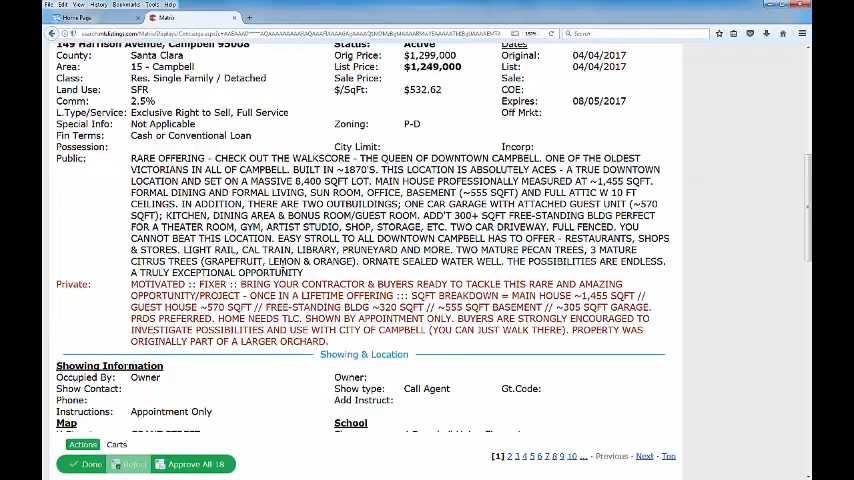 File Edit View History Bookmarks Tools Help
Home Page Matrix
Search
149 Harrison Avenue, Campbell 95008 Status: Active Dates
County: Santa Clara Orig Price: $1,299,000 Original: 04/04/2017
Area: 15 - Campbell List Price: $1,249,000 List: 04/04/2017
Class: Res. Single Family / Detached Sale Price: Sale:
Land Use: SFR $/SqFt: $532.62 COE:
Comm: 2.5% Expires: 08/05/2017
L.Type/Service: Exclusive Right to Sell, Full Service Off Mrkt:
Special Info: Not Applicable Zoning: P-D
Fin Terms: Cash or Conventional Loan
Possession: City Limit: Incorp:
Public: RARE OFFERING - CHECK OUT THE WALKSCORE - THE QUEEN OF DOWNTOWN CAMPBELL. ONE OF THE OLDEST
VICTORIANS IN ALL OF CAMPBELL. BUILT IN ~1870'S. THIS LOCATION IS ABSOLUTELY ACES - A TRUE DOWNTOWN
LOCATION AND SET ON A MASSIVE 8,400 SQFT LOT. MAIN HOUSE PROFESSIONALLY MEASURED AT ~1,455 SQFT.
FORMAL DINING AND FORMAL LIVING, SUN ROOM, OFFICE, BASEMENT (~555 SQFT) AND FULL ATTIC W 10 FT
CEILINGS. IN ADDITION, THERE ARE TWO OUTBUILDINGS; ONE CAR GARAGE WITH ATTACHED GUEST UNIT (~570
SQFT); KITCHEN, DINING AREA & BONUS ROOM/GUEST ROOM. ADD'T 300+ SQFT FREE-STANDING BLDG PERFECT
FOR A THEATER ROOM, GYM, ARTIST STUDIO, SHOP, STORAGE, ETC. TWO CAR DRIVEWAY. FULL FENCED. YOU
CANNOT BEAT THIS LOCATION. EASY STROLL TO ALL DOWNTOWN CAMPBELL HAS TO OFFER - RESTAURANTS, SHOPS
& STORES. LIGHT RAIL, CAL TRAIN, LIBRARY, PRUNEYARD AND MORE. TWO MATURE PECAN TREES, 3 MATURE
CITRUS TREES (GRAPEFRUIT, LEMON & ORANGE). ORNATE SEALED WATER WELL. THE POSSIBILITIES ARE ENDLESS.
A TRULY EXCEPTIONAL OPPORTUNITY
Private: MOTIVATED :: FIXER :: BRING YOUR CONTRACTOR & BUYERS READY TO TACKLE THIS RARE AND AMAZING
OPPORTUNITY/PROJECT - ONCE IN A LIFETIME OFFERING ::: SQFT BREAKDOWN = MAIN HOUSE ~1,455 SQFT //
GUEST HOUSE ~570 SQFT // FREE-STANDING BLDG ~320 SQFT // ~555 SQFT BASEMENT // ~305 SQFT GARAGE.
PRDS PREFERRED. HOME NEEDS TLC. SHOWN BY APPOINTMENT ONLY. BUYERS ARE STRONGLY ENCOURAGED TO
INVESTIGATE POSSIBILITIES AND USE WITH CITY OF CAMPBELL (YOU CAN JUST WALK THERE). PROPERTY WAS
ORIGINALLY PART OF A LARGER ORCHARD.
Showing & Location
Showing Information
Occupied By: Owner Owner:
Show Contact: Show type: Call Agent Gt.Code:
Phone: Add Instruct:
Instructions: Appointment Only
Map School
Actions Carts
Done Reject Approve All 18
[1] 2 3 4 5 6 7 8 9 10 ... Previous · Next · Top